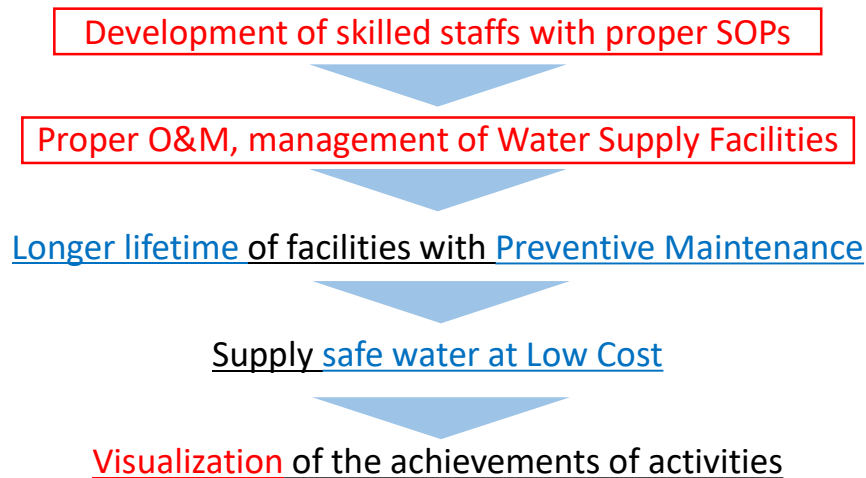 Development of skilled staffs with proper SOPs
Proper O&M, management of Water Supply Facilities
Longer lifetime of facilities with Preventive Maintenance
Supply safe water at Low Cost
Visualization of the achievements of activities